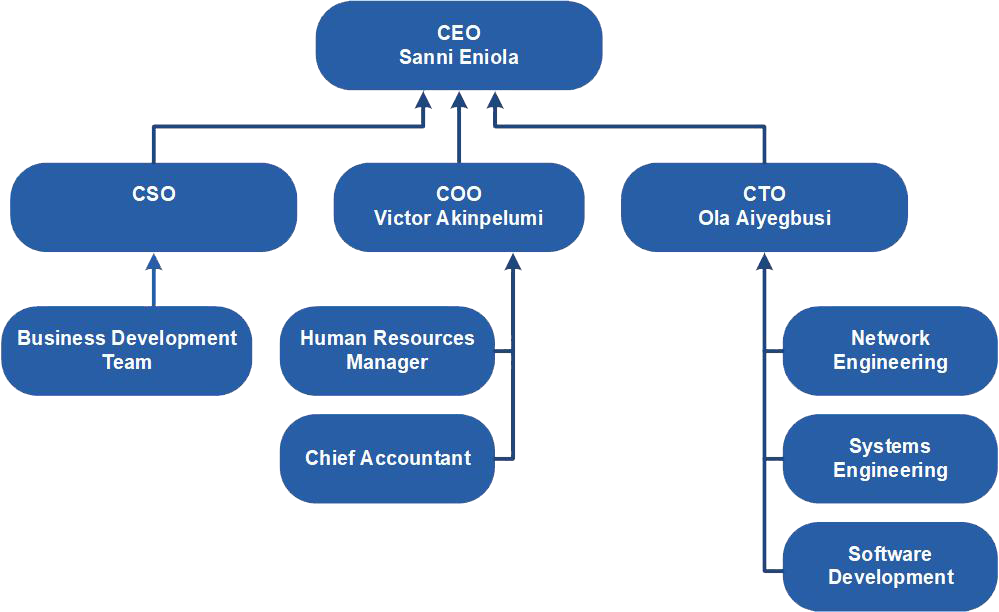 CEO
Sanni Eniola
CSO
COO
Victor Akinpelumi
CTO
Ola Aiyegbusi
Business Development
Team
Human Resources
Manager
Chief Accountant
Network
Engineering
Systems
Engineering
Software
Development